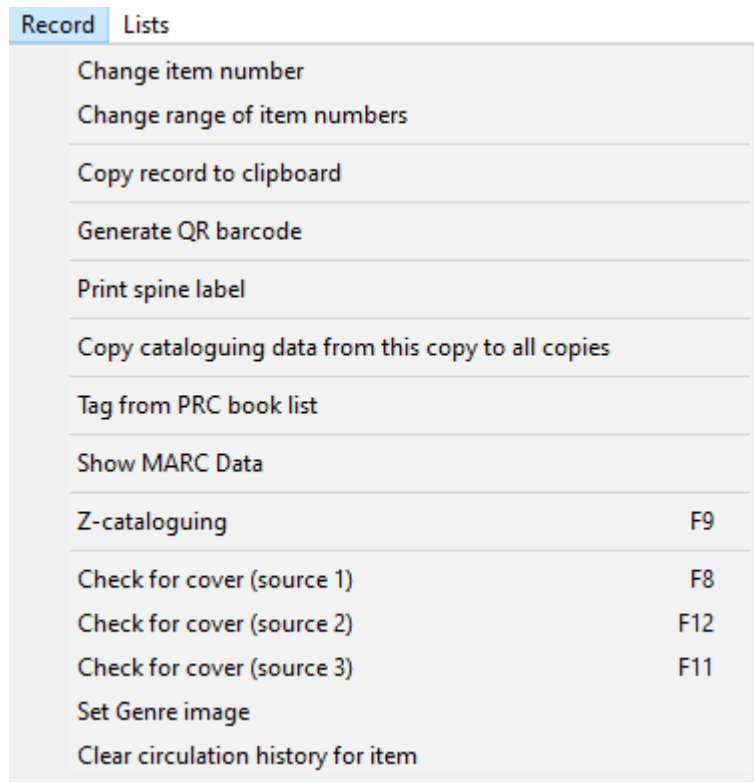 Record Lists
Change item number
Change range of item numbers
Copy record to clipboard
Generate QR barcode
Print spine label
Copy cataloguing data from this copy to all copies
Tag from PRC book list
Show MARC Data
Z-cataloguing F9
Check for cover (source 1) F8
Check for cover (source 2) F12
Check for cover (source 3) F11
Set Genre image
Clear circulation history for item